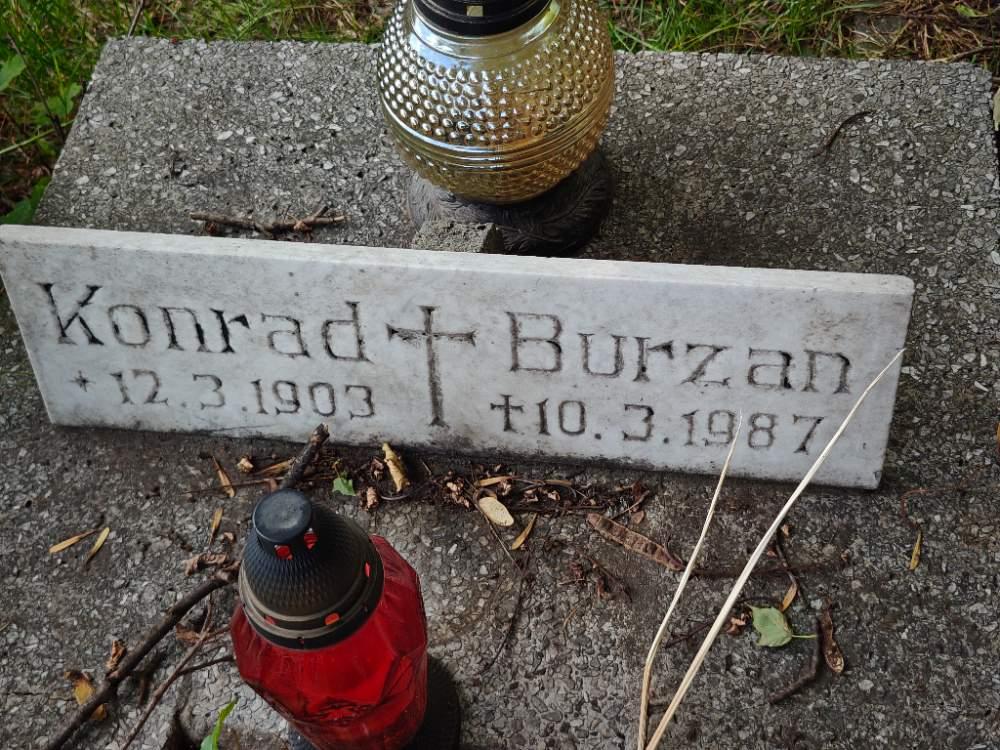 Konrad † Burzan
* 12.3.1903 † 10.3.1987